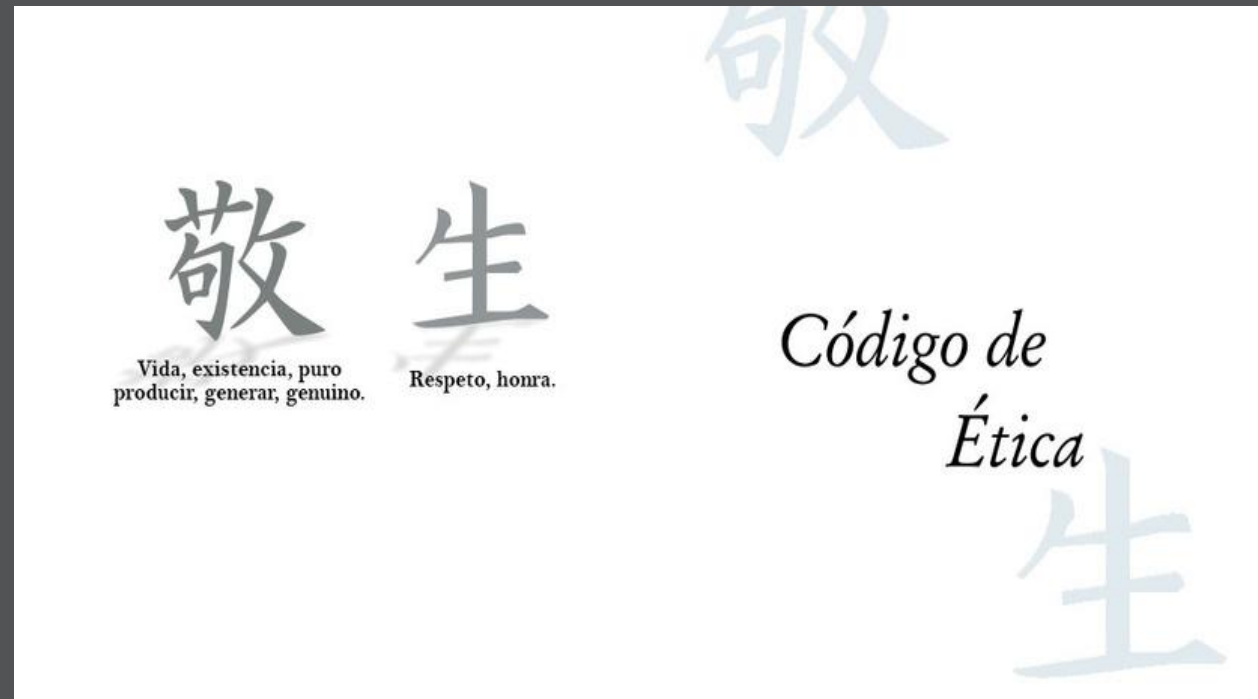 敬 生
Vida, existencia, puro
producir, generar, genuino.
Respeto, honra.
敬
Código de
Ética
生